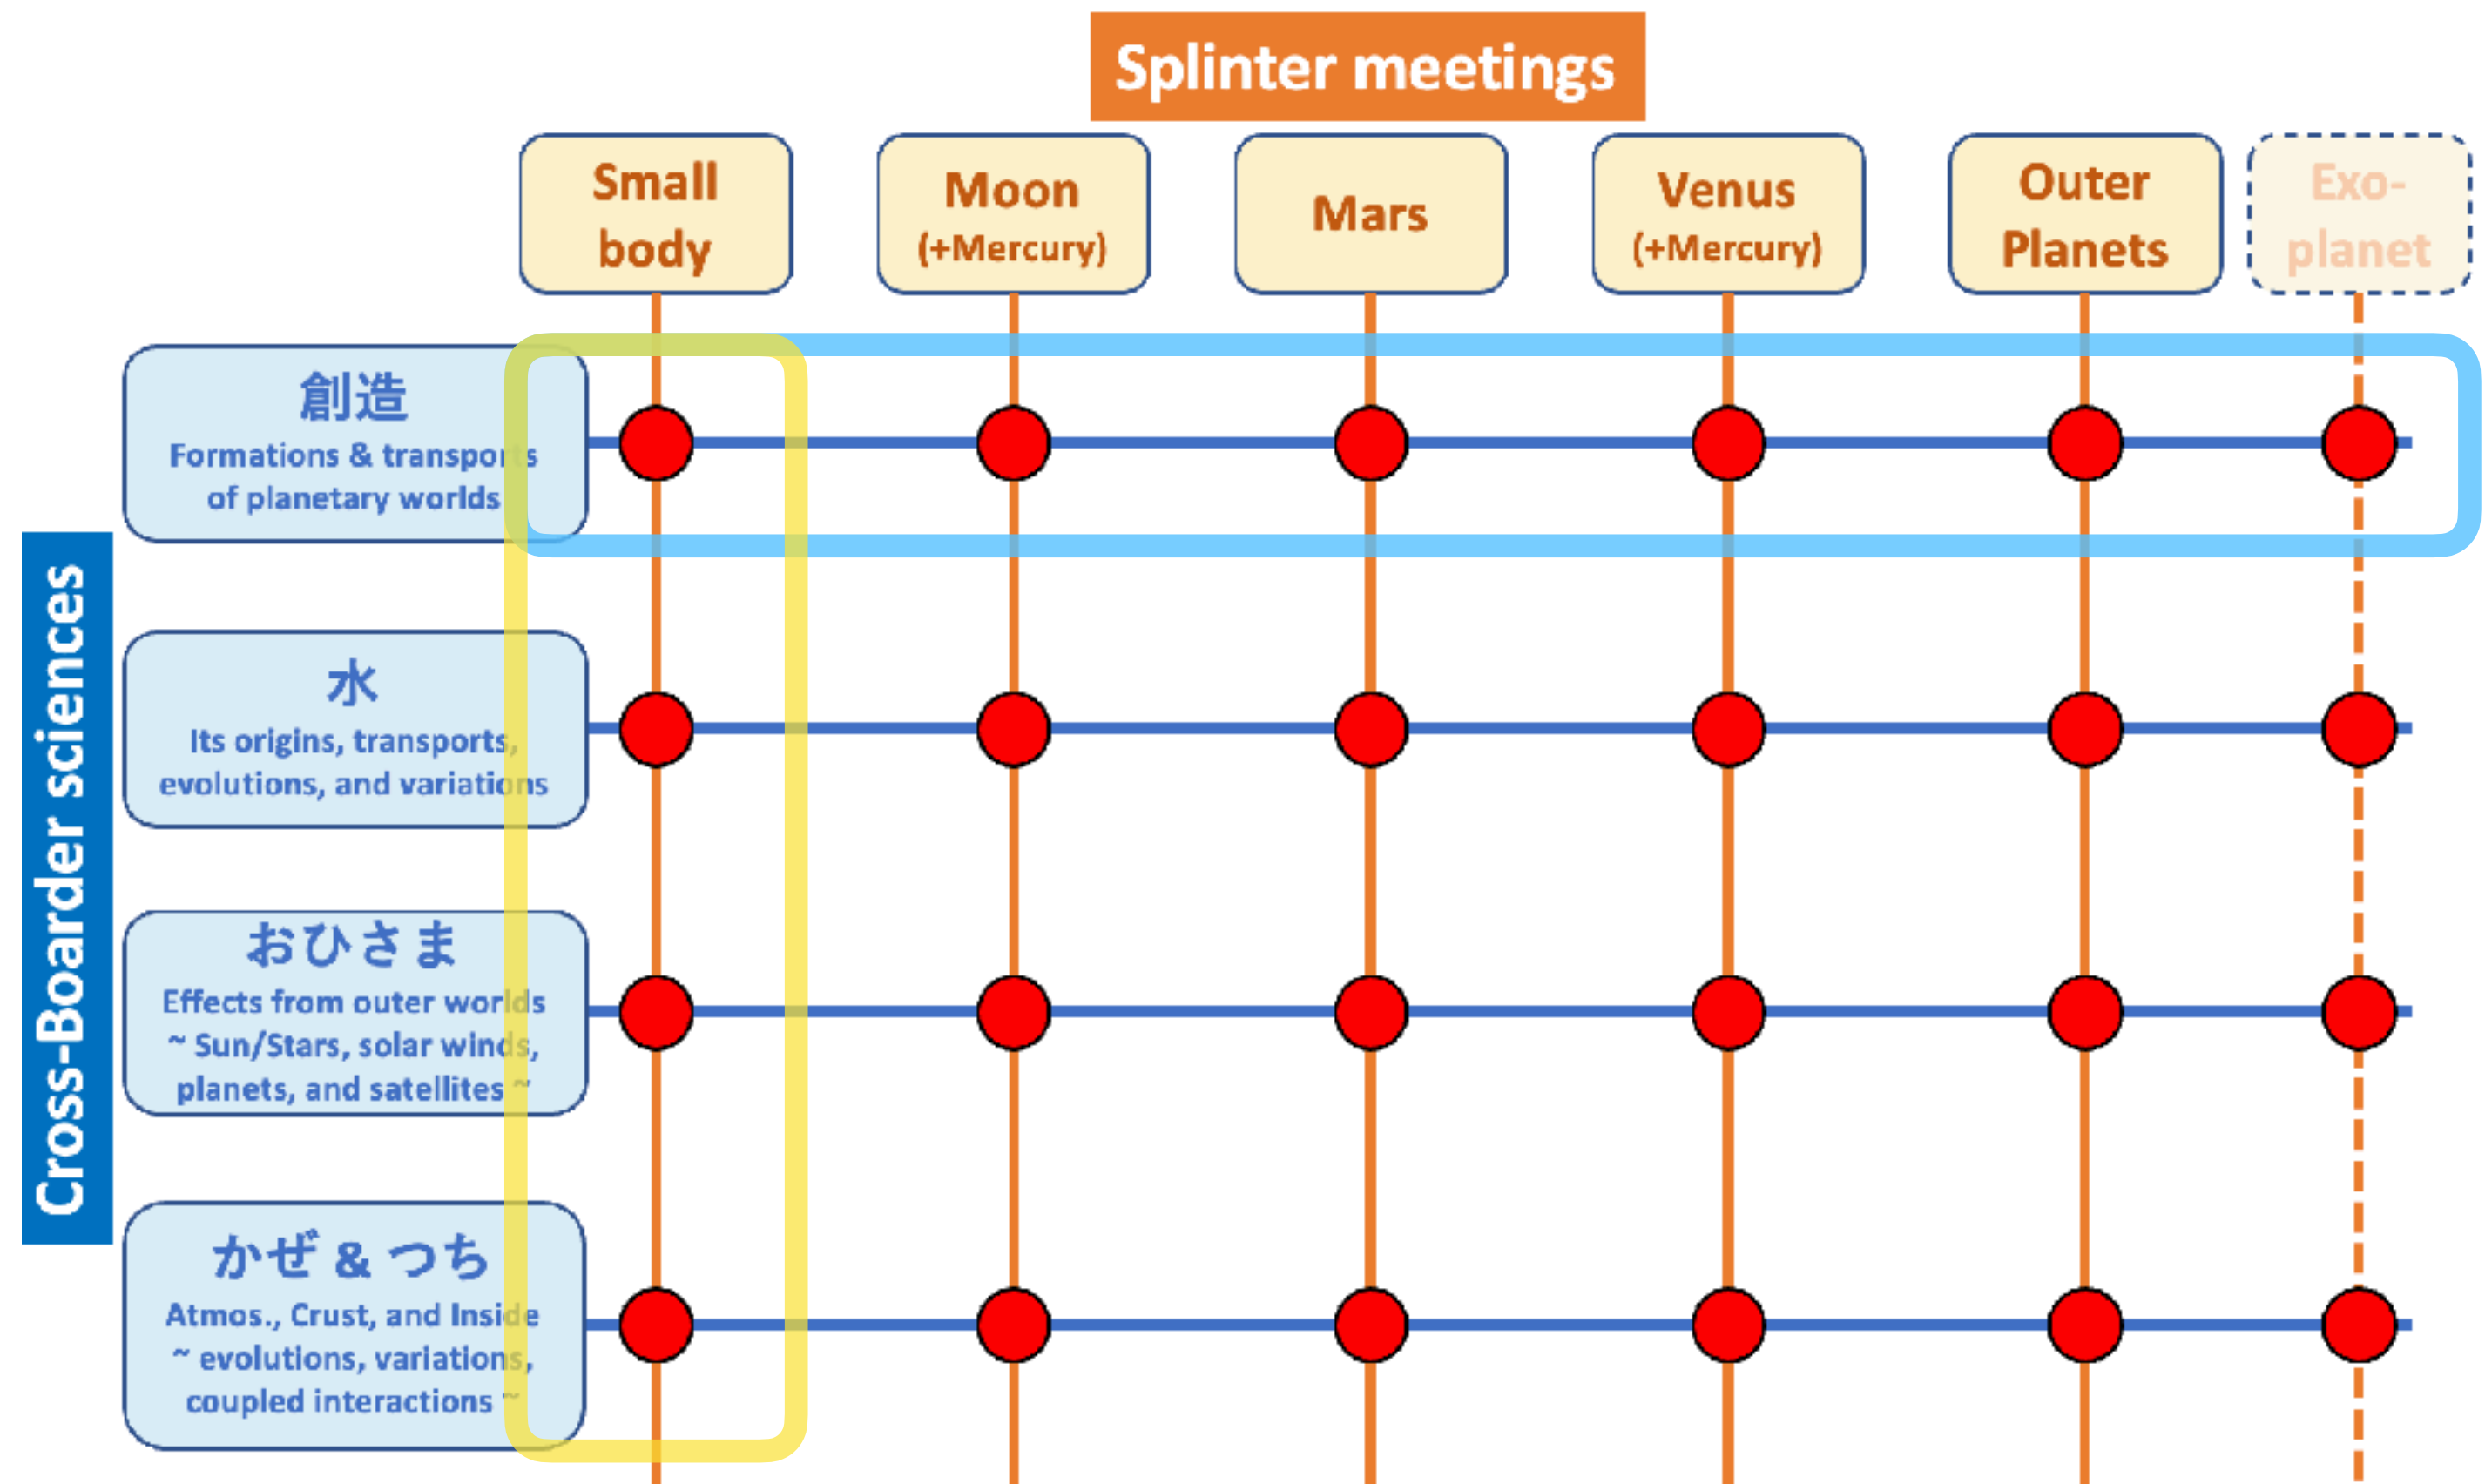 Splinter meetings
Small
body
Moon
(+Mercury)
Mars
Venus
(+Mercury)
Outer
Planets
Exo-
planet
Cross-Boarder sciences
創造
Formations & transports
of planetary worlds
水
Its origins, transports,
evolutions, and variations
おひさま
Effects from outer worlds
~ Sun/Stars, solar winds,
planets, and satellites ~
かぜ & つち
Atmos., Crust, and Inside
~ evolutions, variations,
coupled interactions ~